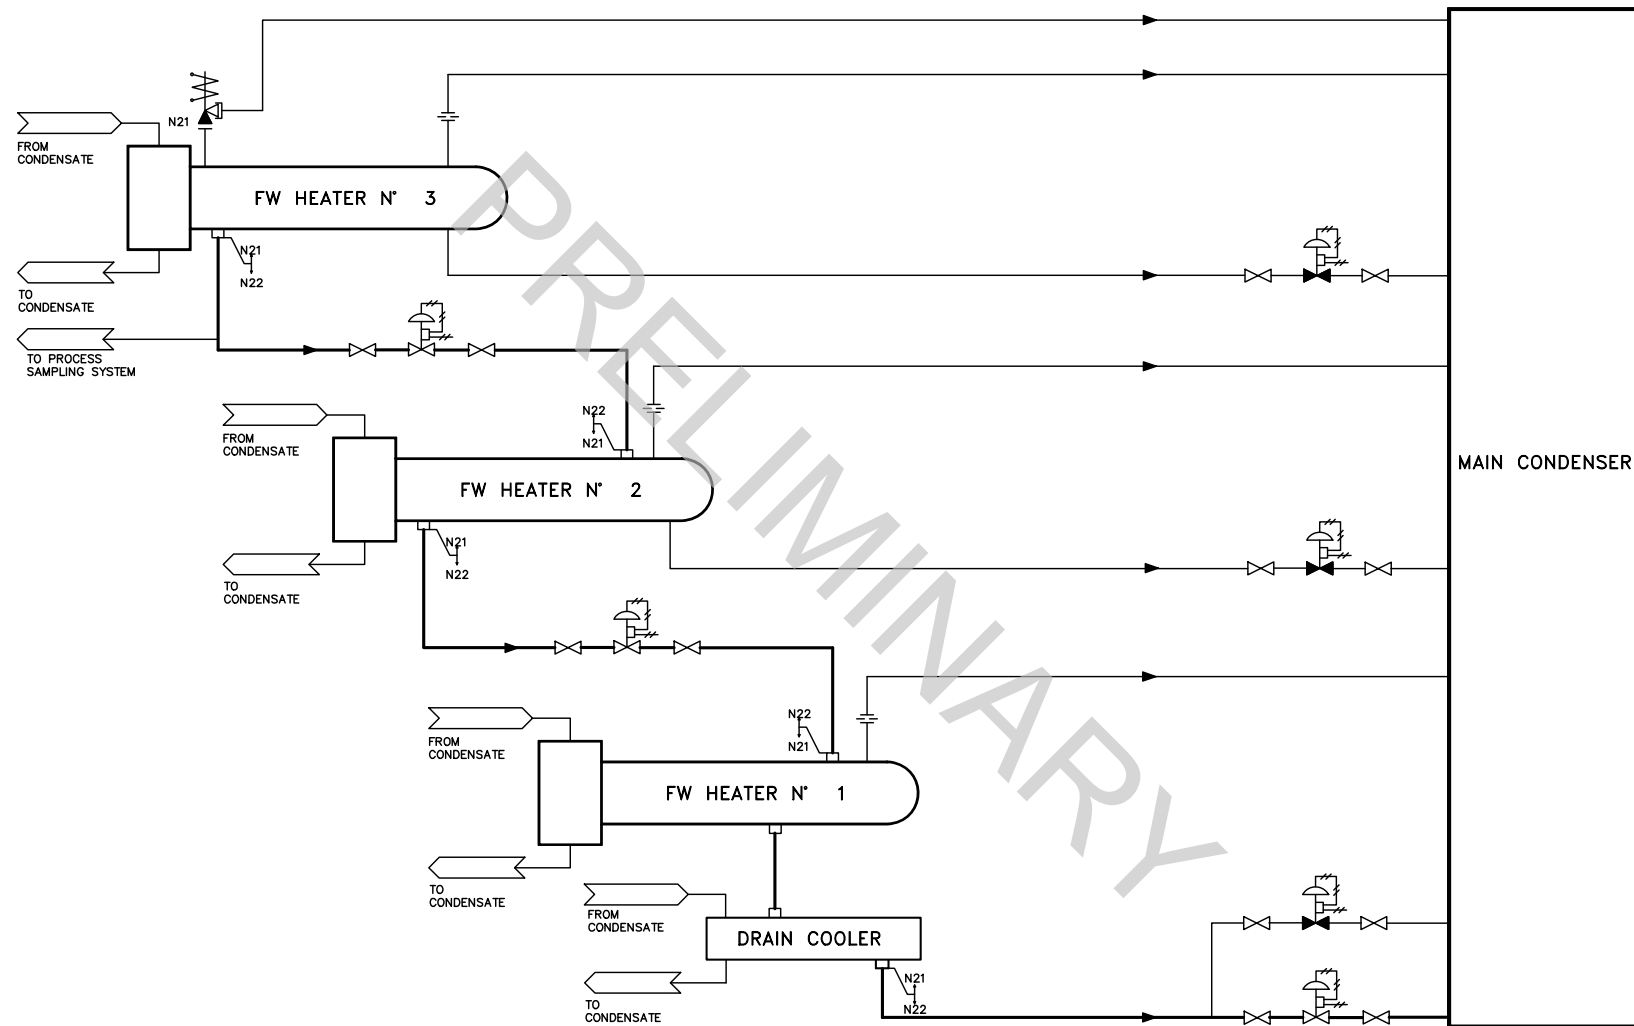 N21
FROM
CONDENSATE
FW HEATER N° 3
N21
N22
TO
CONDENSATE
TO PROCESS
SAMPLING SYSTEM
N22
N21
FROM
CONDENSATE
MAIN CONDENSER
FW HEATER N° 2
N21
N22
TO
CONDENSATE
N22
N21
FROM
CONDENSATE
FW HEATER N° 1
TO
CONDENSATE
FROM
CONDENSATE
DRAIN COOLER
N21
N22
TO
CONDENSATE
PRELIMINARY